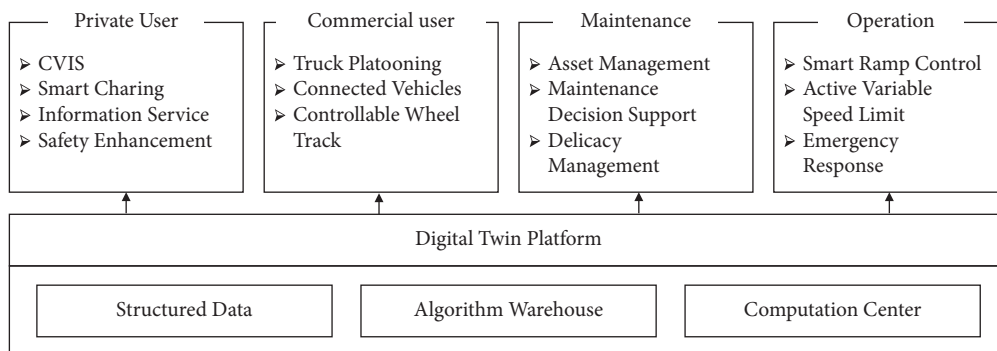 Private User
CVIS
Smart Charing
Information Service
Safety Enhancement
Commercial user
Truck Platooning
Connected Vehicles
Controllable Wheel
Track
Maintenance
Asset Management
Maintenance
Decision Support
Delicacy
Management
Operation
Smart Ramp Control
Active Variable
Speed Limit
Emergency
Response
Digital Twin Platform
Structured Data
Algorithm Warehouse
Computation Center